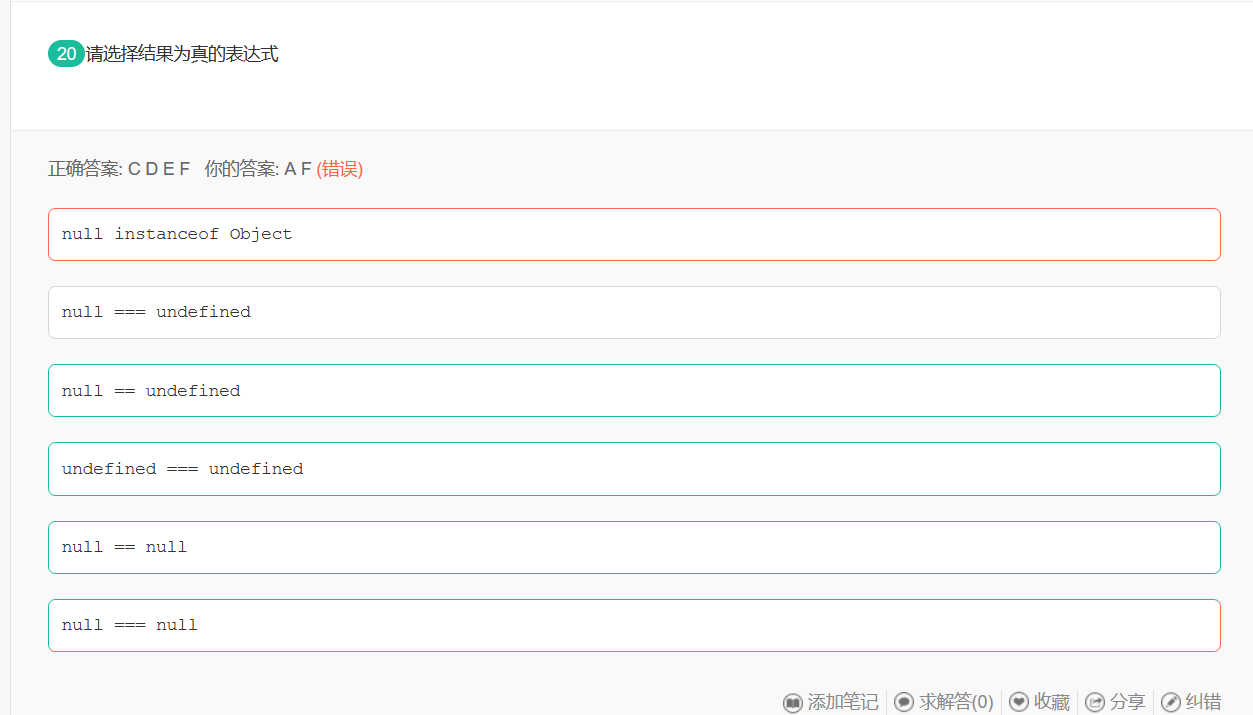 20 请选择结果为真的表达式
正确答案: C D E F 你的答案: A F (错误)
null instanceof Object
null === undefined
null == undefined
undefined === undefined
null == null
null === null
添加笔记 求解答(0) 收藏 分享 纠错